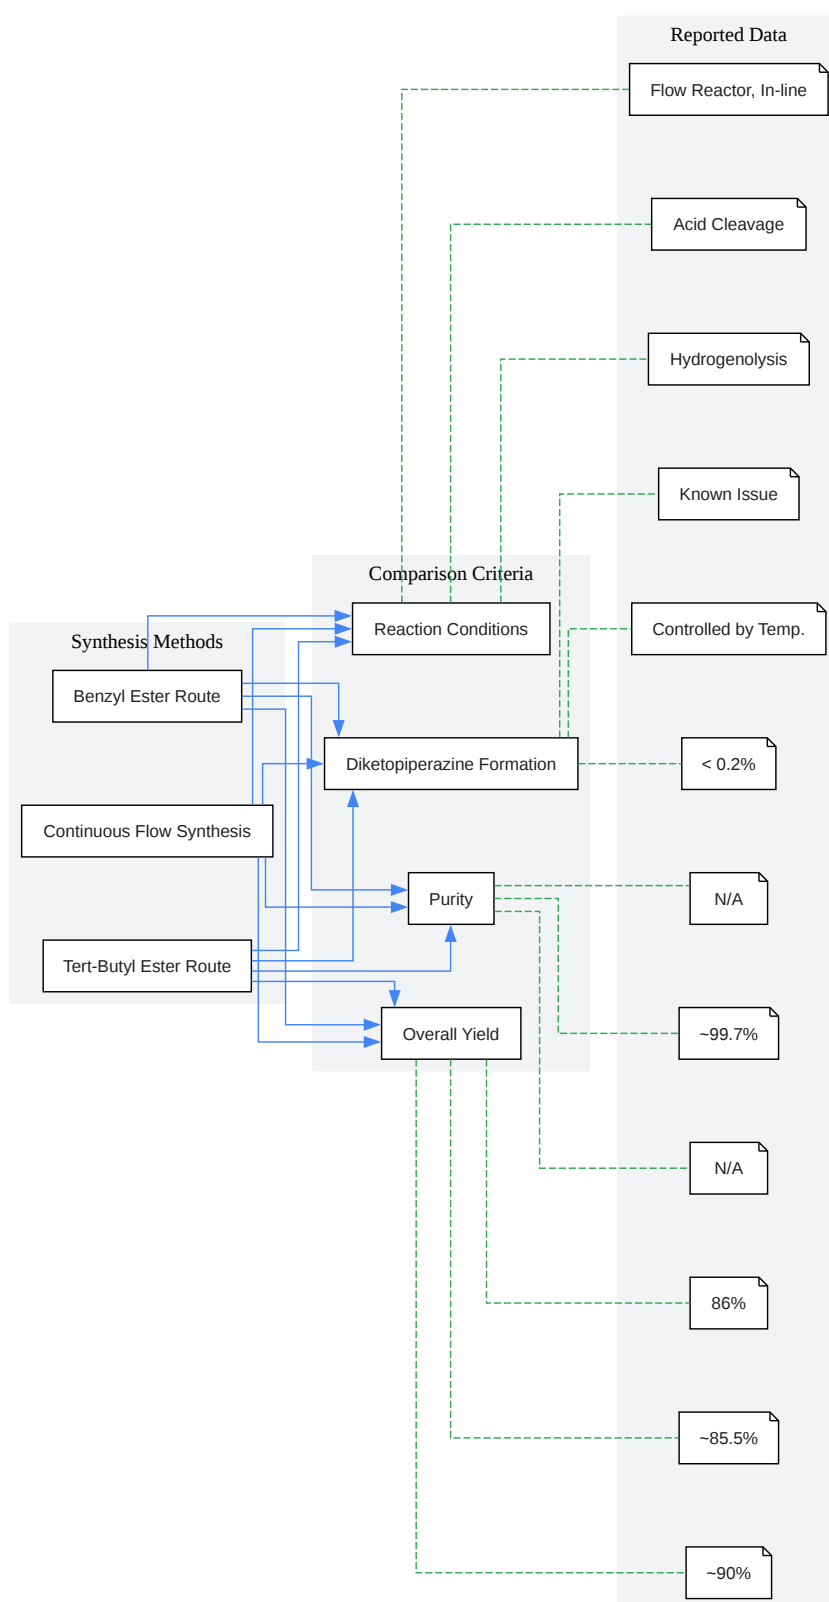 Reported Data
Flow Reactor, In-line
Acid Cleavage
Hydrogenolysis
Known Issue
Comparison Criteria
Reaction Conditions
Controlled by Temp.
Synthesis Methods
Benzyl Ester Route
Diketopiperazine Formation
< 0.2%
Continuous Flow Synthesis
Purity
N/A
Tert-Butyl Ester Route
Overall Yield
~99.7%
N/A
86%
~85.5%
~90%